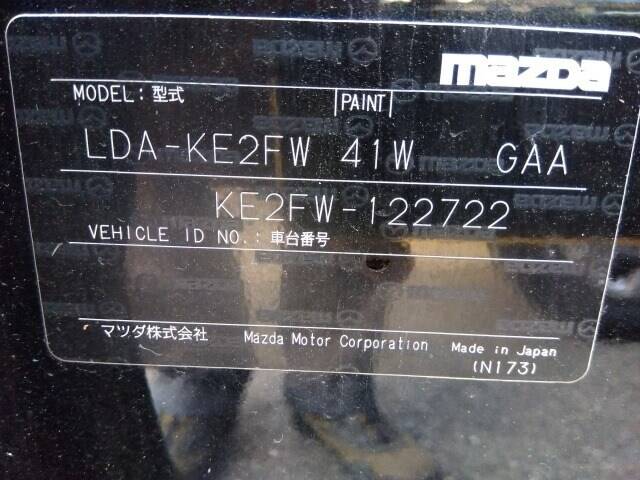 mazda
MODEL: 型式 PAINT
LDA-KE2FW 41W GAA
KE2FW-122722
VEHICLE ID NO.: 車台番号
マツダ株式会社 Mazda Motor Corporation Made in Japan
(N173)